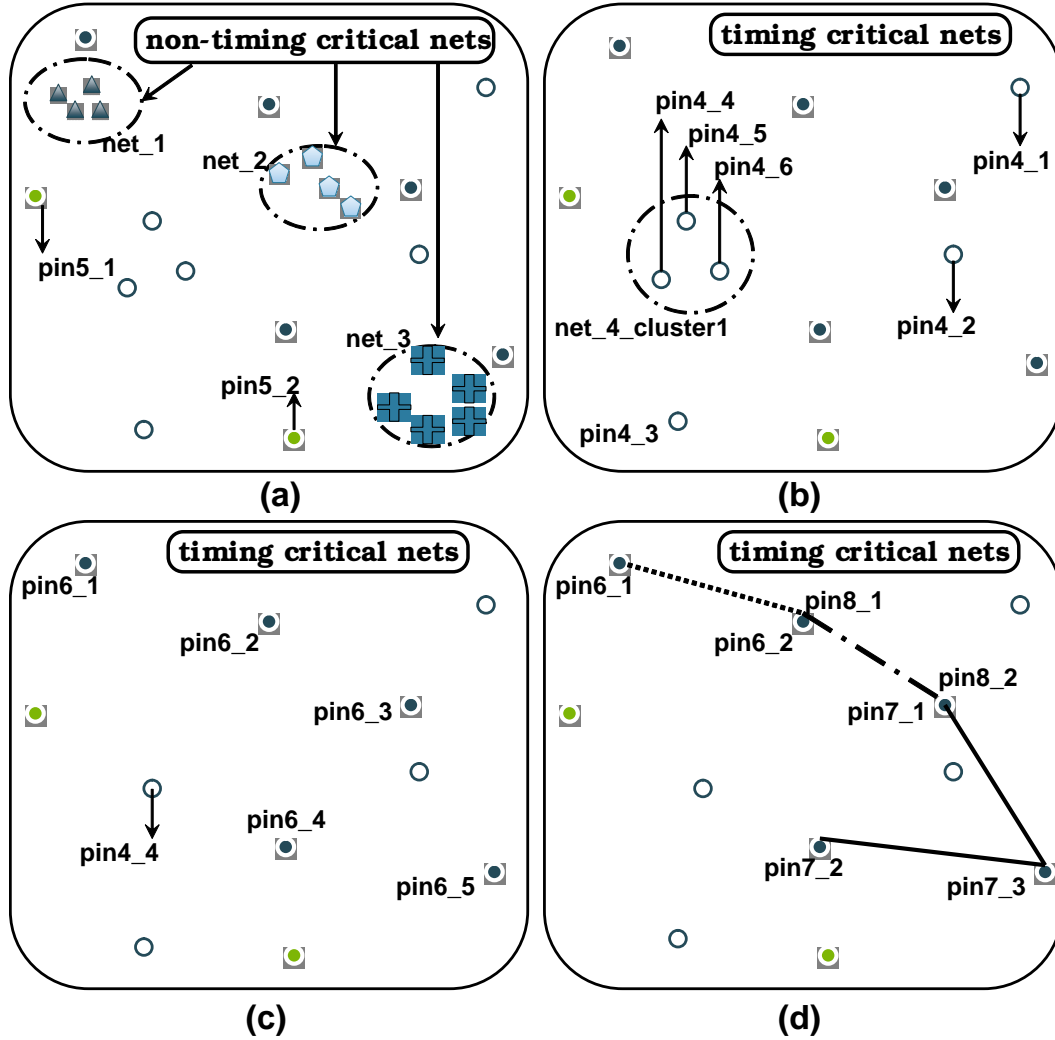 non-timing critical nets
net_1
net_2
pin5_1
net_3
pin5_2
(a)
timing critical nets
pin4_4
pin4_5
pin4_6
pin4_1
net_4_cluster1
pin4_2
pin4_3
(b)
timing critical nets
pin6_1
pin6_2
pin6_3
pin4_4
pin6_4
pin6_5
(c)
timing critical nets
pin6_1
pin8_1
pin6_2
pin8_2
pin7_1
pin7_2
pin7_3
(d)